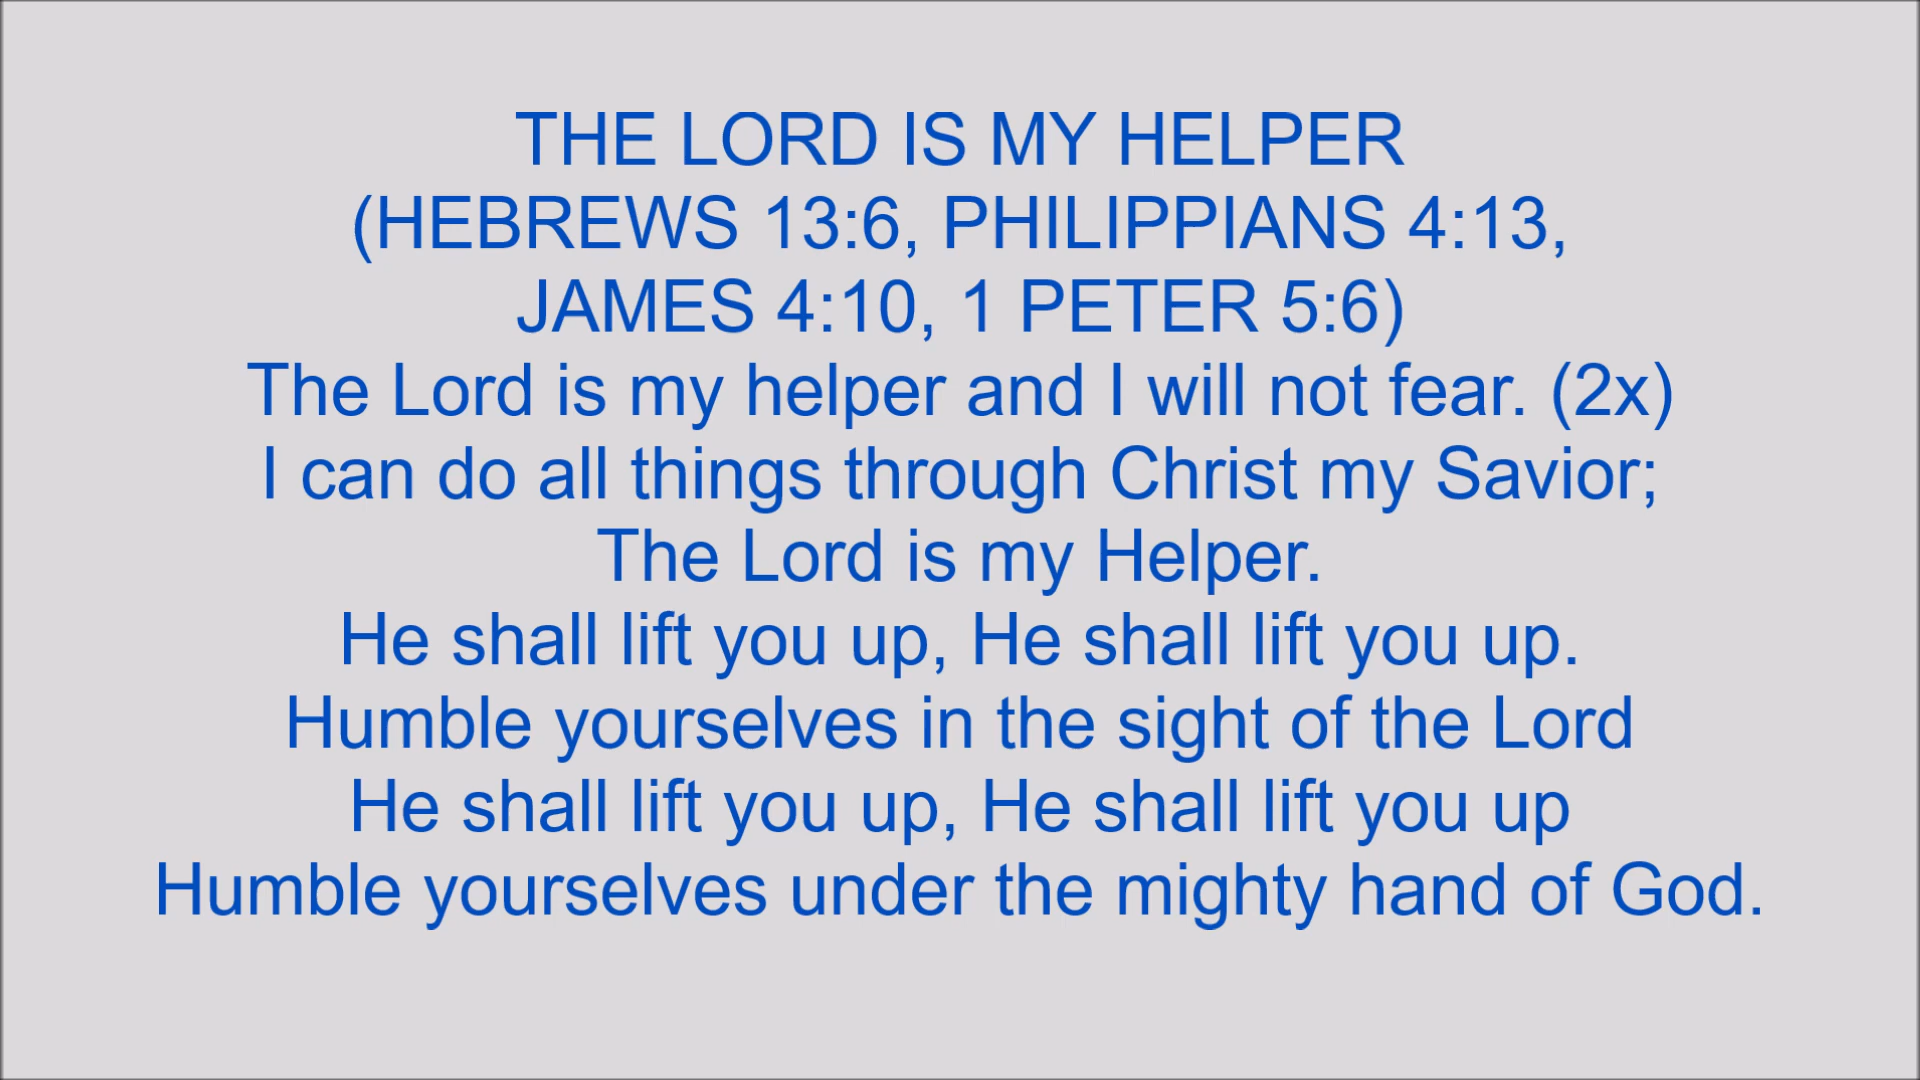 THE LORD IS MY HELPER
(HEBREWS 13:6, PHILIPPIANS 4:13,
JAMES 4:10, 1 PETER 5:6)
The Lord is my helper and I will not fear. (2x)
I can do all things through Christ my Savior;
The Lord is my Helper.
He shall lift you up, He shall lift you up.
Humble yourselves in the sight of the Lord
He shall lift you up, He shall lift you up
Humble yourselves under the mighty hand of God.